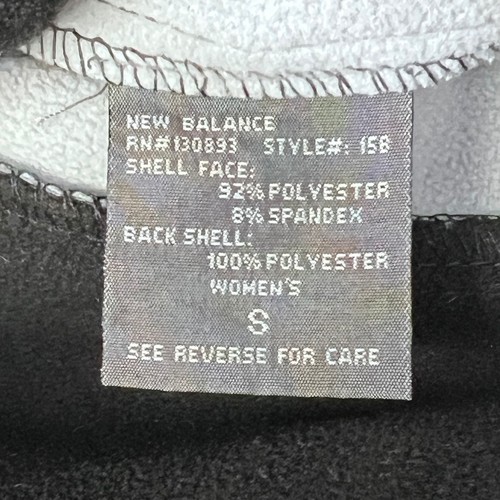 NEW BALANCE
RN#130893 STYLE#: 158
SHELL FACE:
92% POLYESTER
8% SPANDEX
BACK SHELL:
100% POLYESTER
WOMEN'S
S
SEE REVERSE FOR CARE